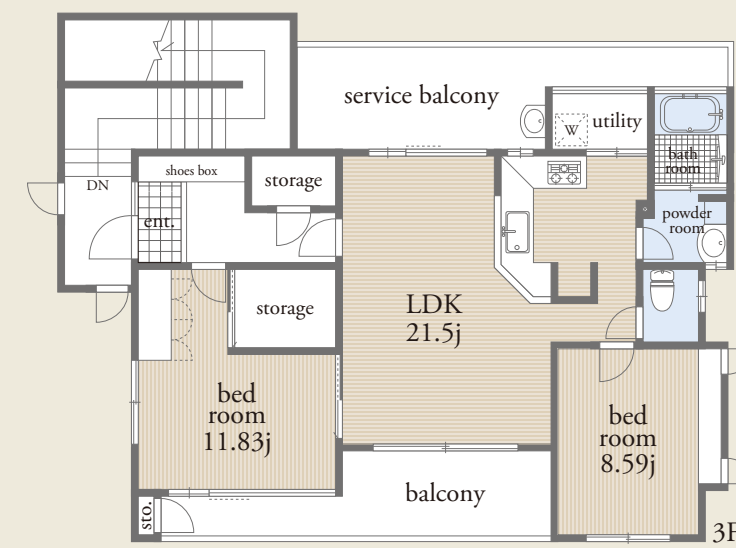 service balcony
W
utility
bath
room
shoes box
storage
DN
ent.
powder
room
storage
LDK
21.5j
bed
room
11.83j
bed
room
8.59j
balcony
sto.
3F